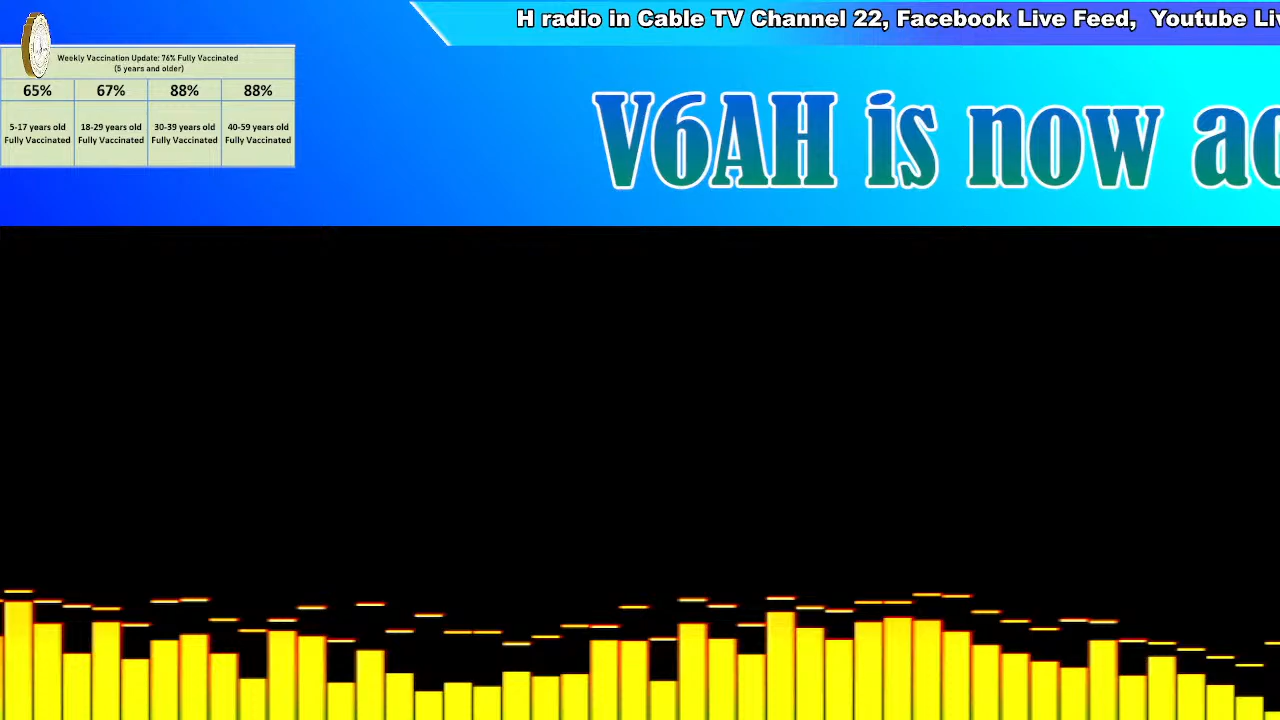 H radio in Cable TV Channel 22, Facebook Live Feed, Youtube Liv
Weekly Vaccination Update: 76% Fully Vaccinated
(5 years and older)
65% 67% 88% 88%
5-17 years old 18-29 years old 30-39 years old 40-59 years old
Fully Vaccinated Fully Vaccinated Fully Vaccinated Fully Vaccinated
V6AH is now ac